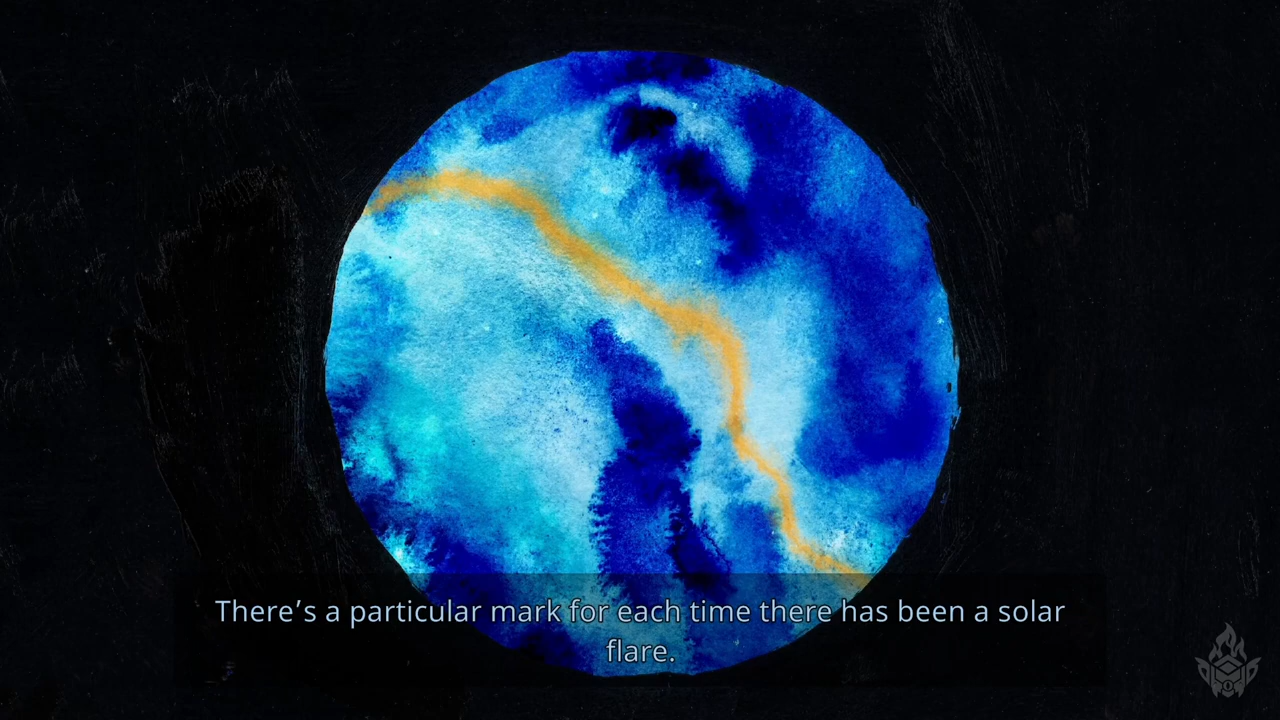 There’s a particular mark for each time there has been a solar
flare.